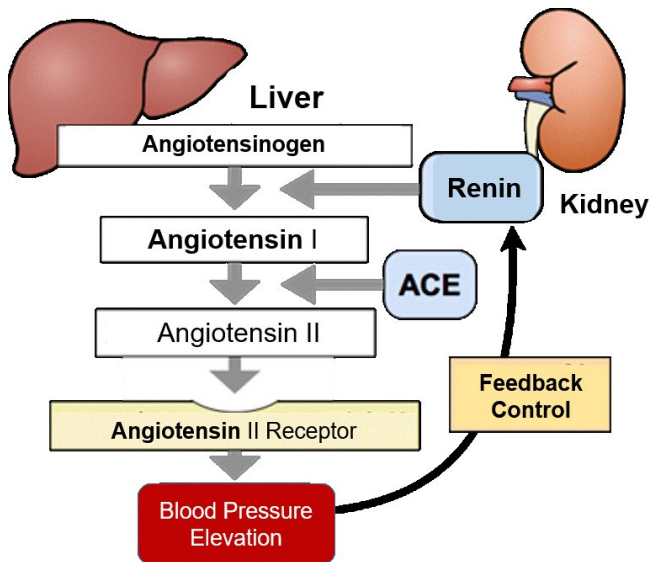 Liver
Angiotensinogen
Renin
Kidney
Angiotensin I
ACE
Angiotensin II
Feedback
Control
Angiotensin II Receptor
Blood Pressure
Elevation